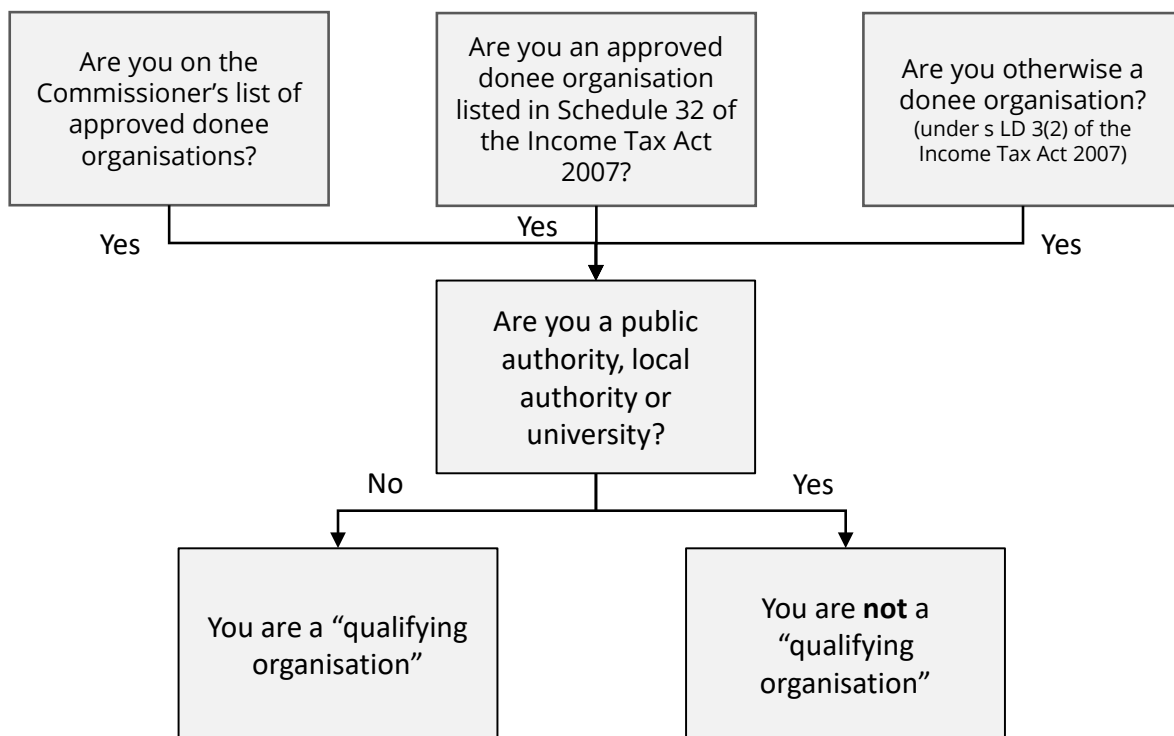 Are you on the
Commissioner’s list of
approved donee
organisations?
Are you an approved
donee organisation
listed in Schedule 32 of
the Income Tax Act
2007?
Are you otherwise a
donee organisation?
(under s LD 3(2) of the
Income Tax Act 2007)
Yes
Yes
Yes
Are you a public
authority, local
authority or
university?
No
Yes
You are a “qualifying
organisation”
You are not a
“qualifying
organisation”